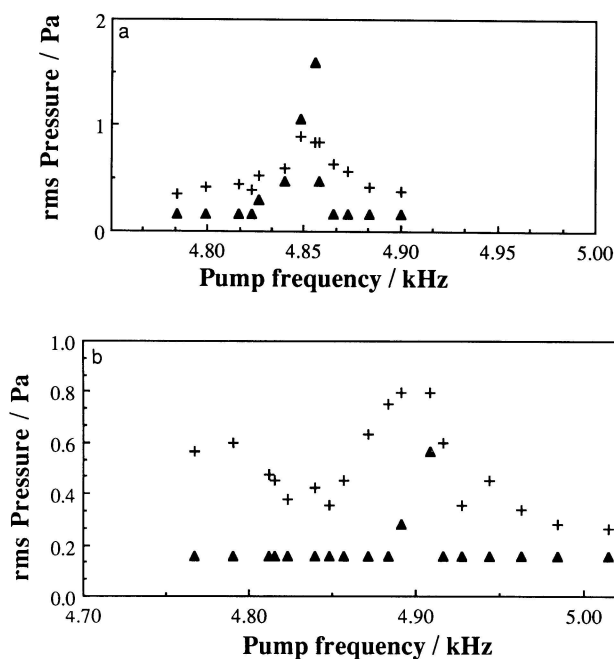 a
2
1
0
rms Pressure / Pa
4.80 4.85 4.90 4.95 5.00
Pump frequency / kHz
b
1.0
0.8
0.6
0.4
0.2
0.0
rms Pressure / Pa
4.70 4.80 4.90 5.00
Pump frequency / kHz